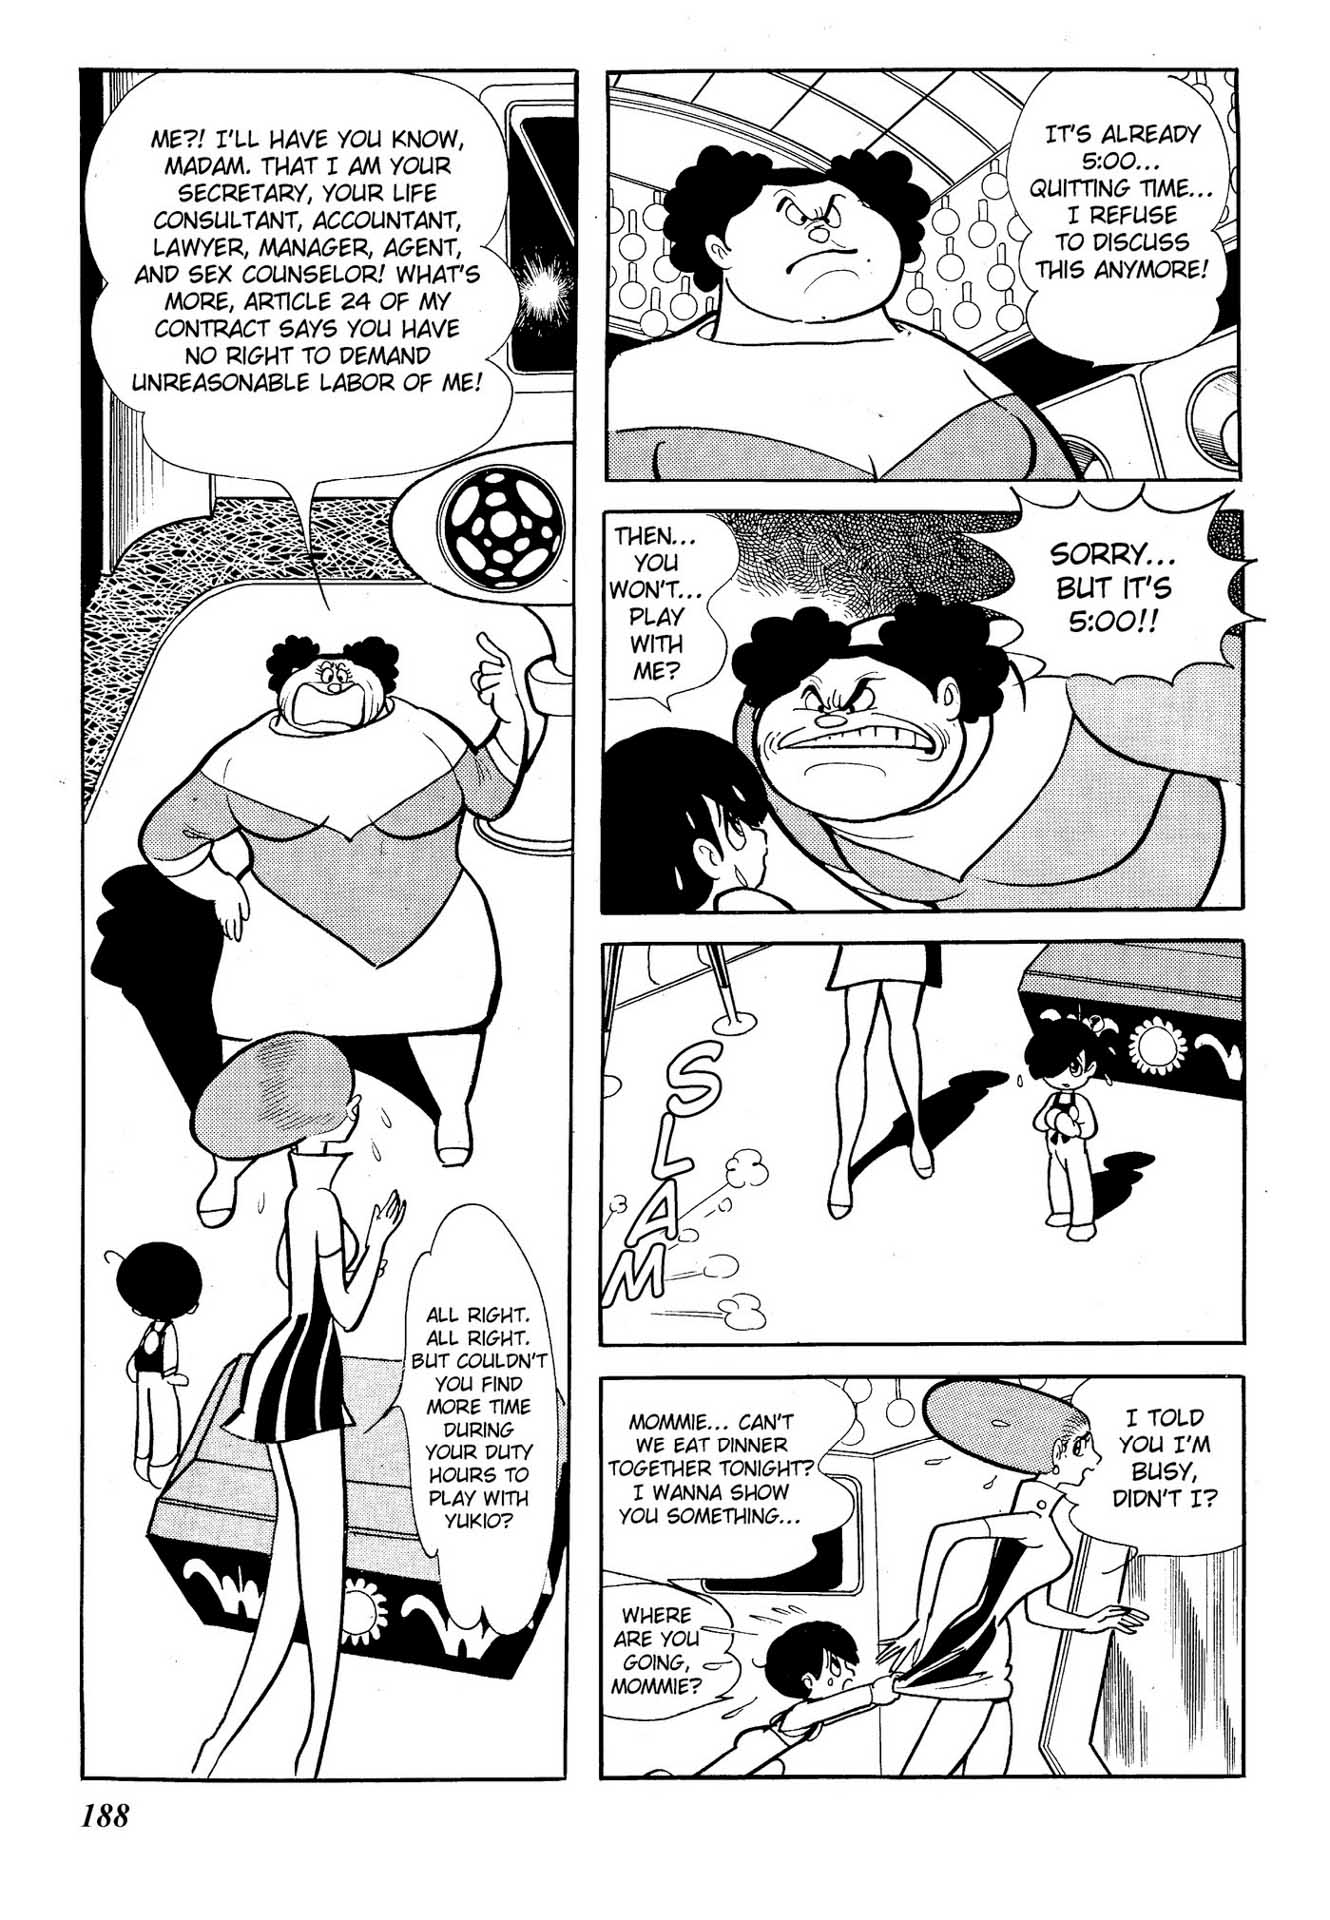 ME?! I'LL HAVE YOU KNOW,
MADAM. THAT I AM YOUR
SECRETARY, YOUR LIFE
CONSULTANT, ACCOUNTANT,
LAWYER, MANAGER, AGENT,
AND SEX COUNSELOR! WHAT'S
MORE, ARTICLE 24 OF MY
CONTRACT SAYS YOU HAVE
NO RIGHT TO DEMAND
UNREASONABLE LABOR OF ME!
ALL RIGHT.
ALL RIGHT.
BUT COULDN'T
YOU FIND
MORE TIME
DURING
YOUR DUTY
HOURS TO
PLAY WITH
YUKIO?
IT'S ALREADY
5:00...
QUITTING TIME...
I REFUSE
TO DISCUSS
THIS ANYMORE!
THEN...
YOU
WON'T...
PLAY
WITH
ME?
SORRY...
BUT IT'S
5:00!!
SLAM
MOMMIE... CAN'T
WE EAT DINNER
TOGETHER TONIGHT?
I WANNA SHOW
YOU SOMETHING...
I TOLD
YOU I'M
BUSY,
DIDN'T I?
WHERE
ARE YOU
GOING,
MOMMIE?
188